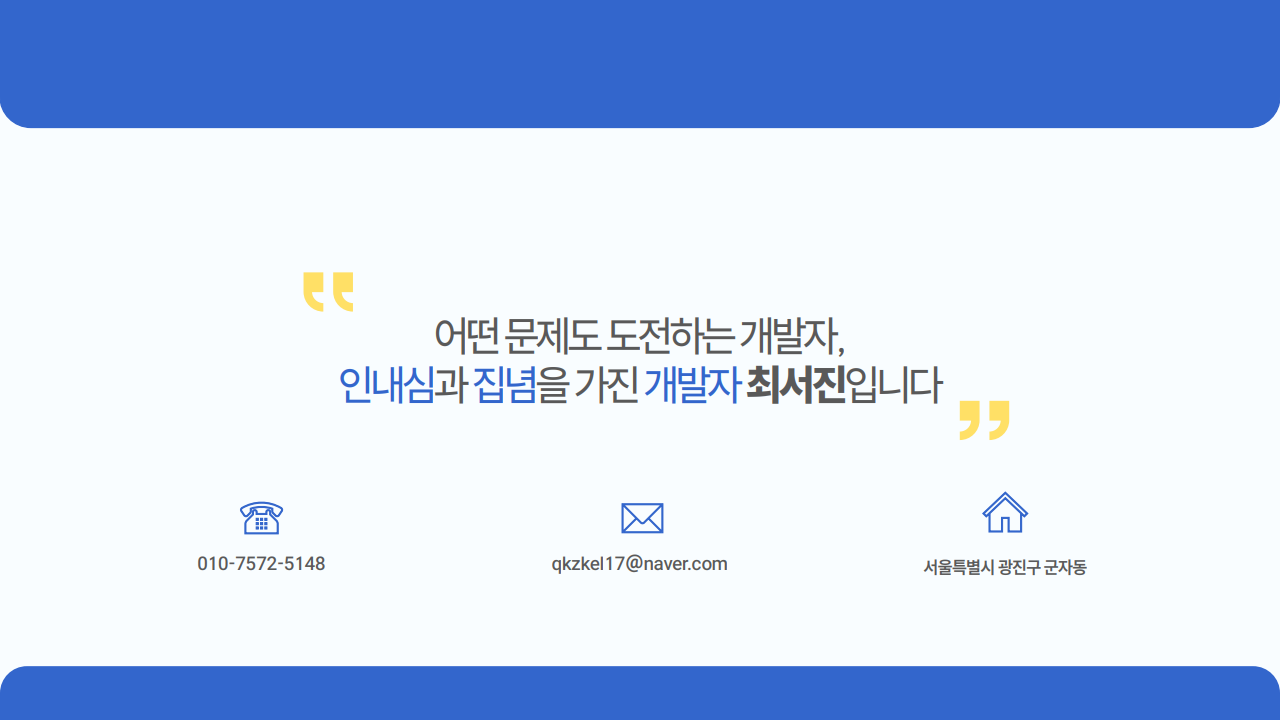 어떤 문제도 도전하는 개발자,
인내심과 집념을 가진 개발자 최서진입니다
010-7572-5148
qkzkel17@naver.com
서울특별시 광진구 군자동